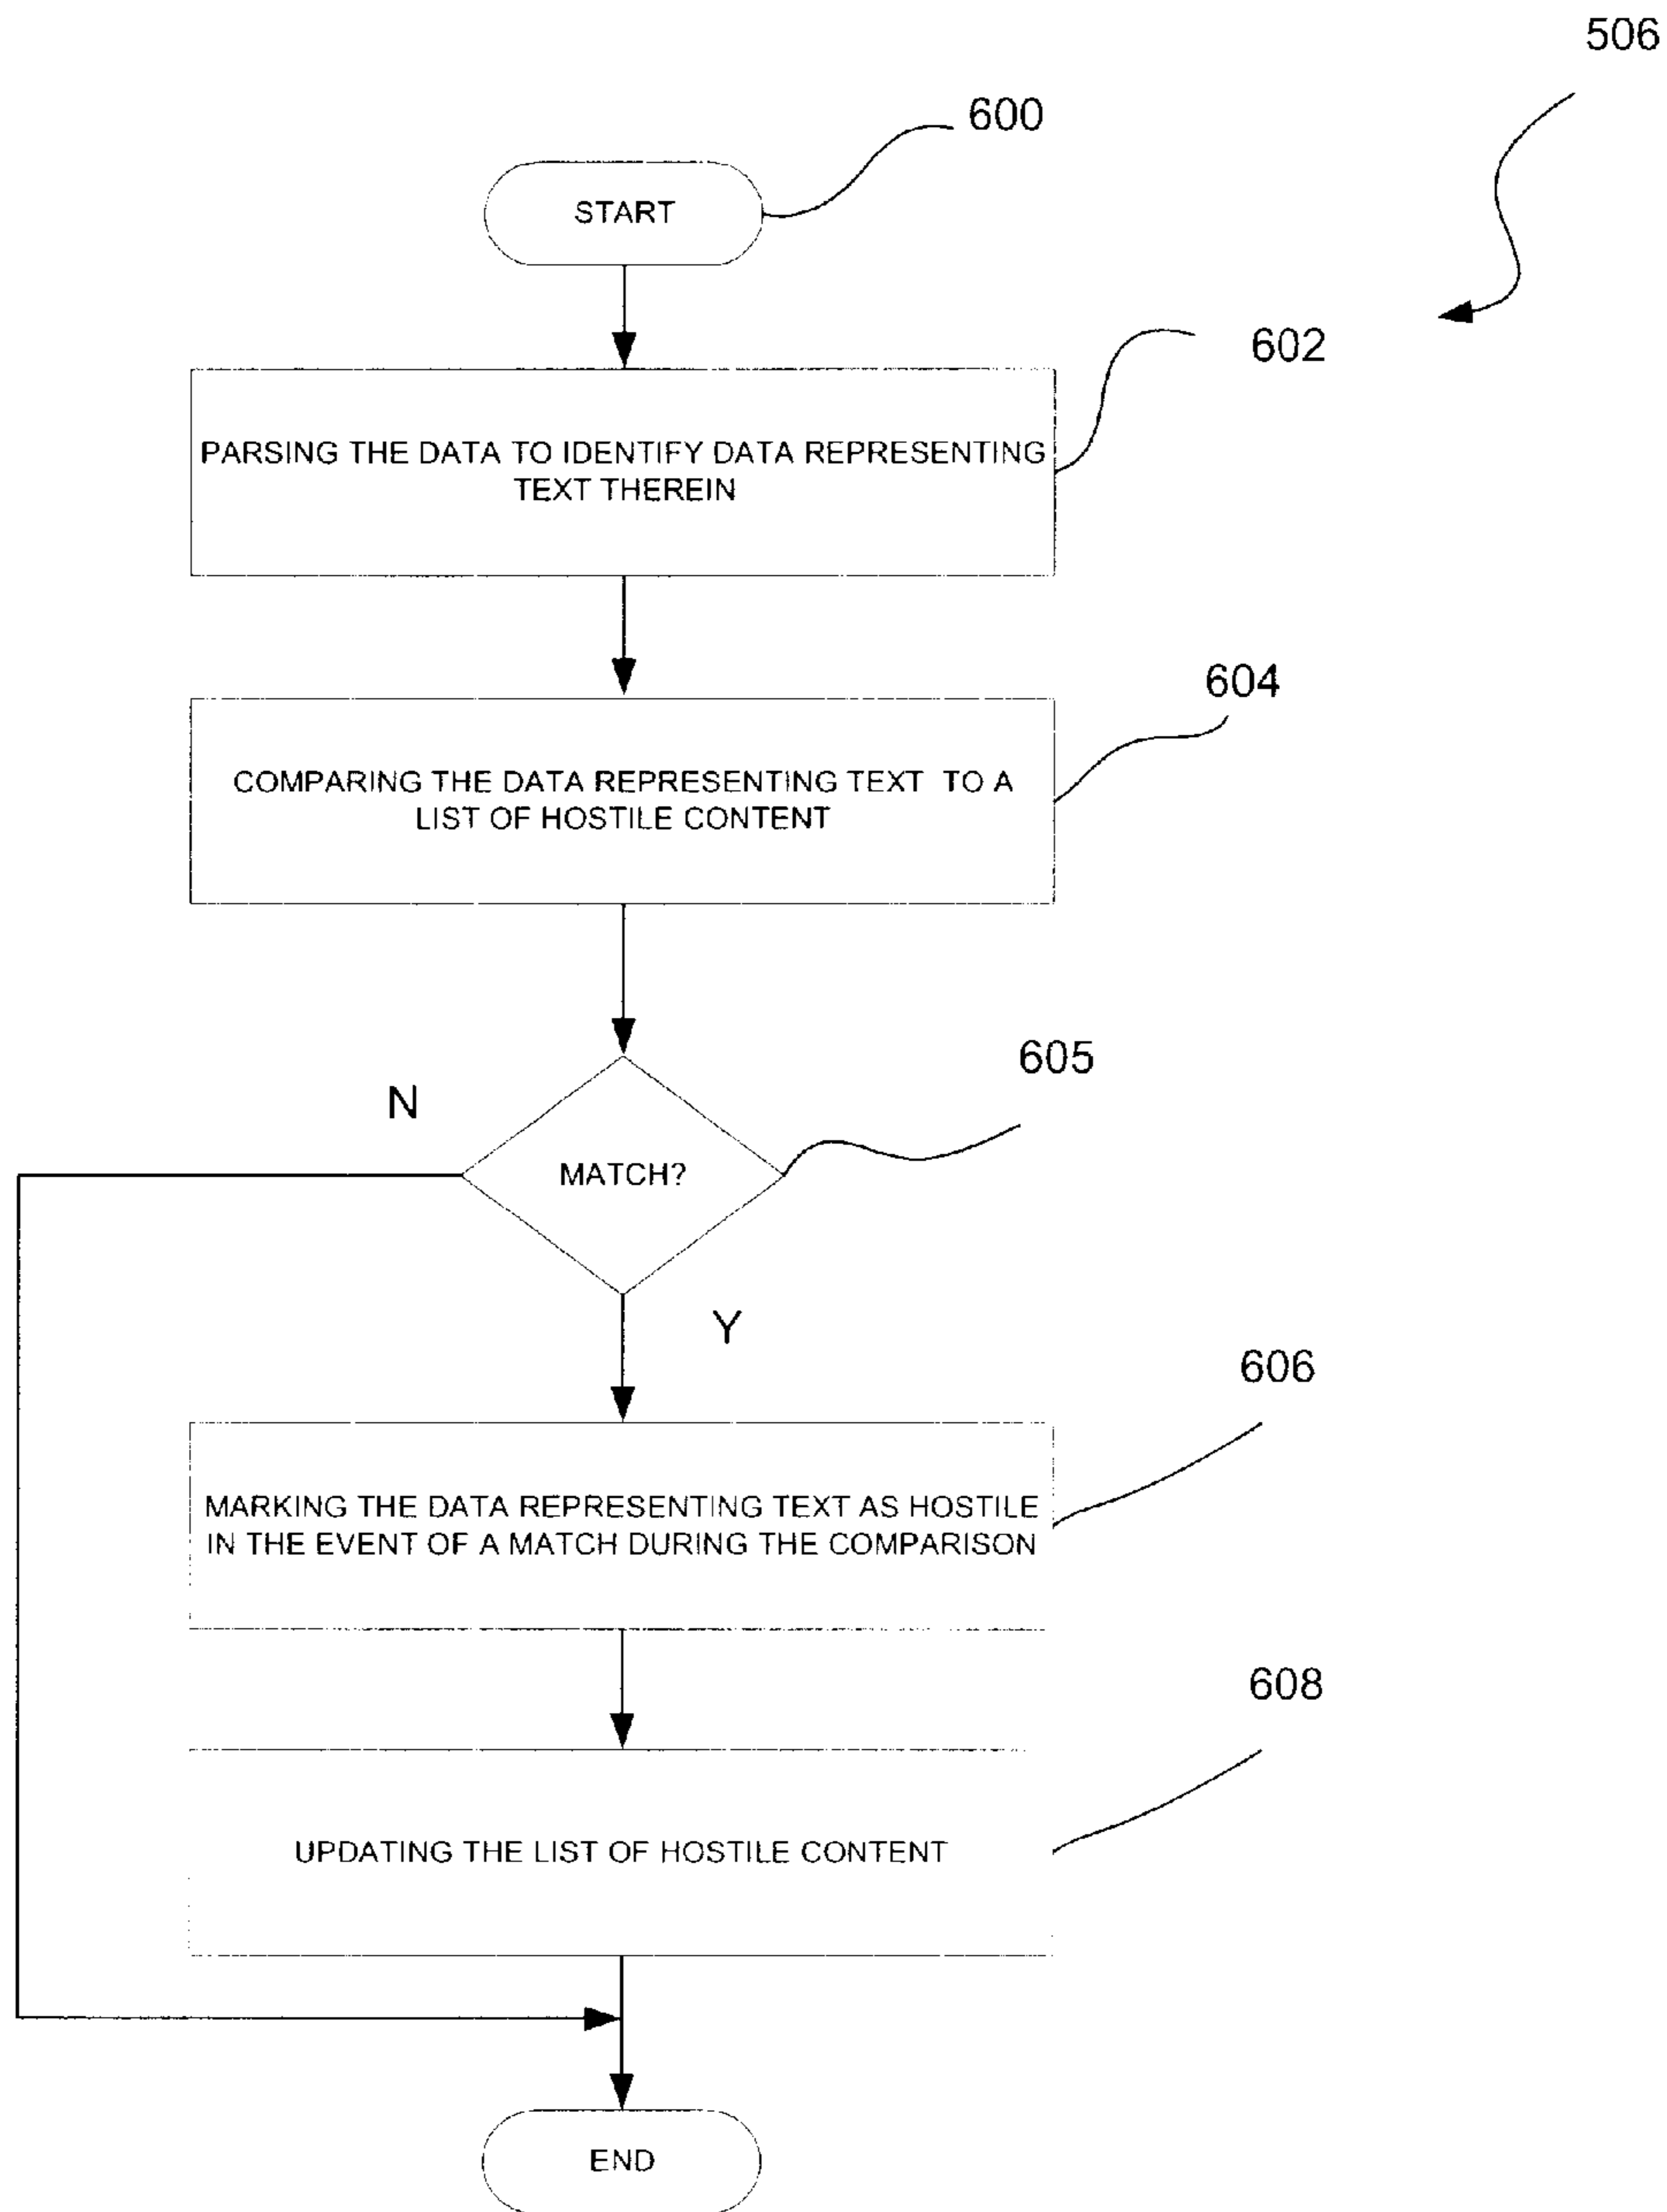 506
600
START
602
PARSING THE DATA TO IDENTIFY DATA REPRESENTING
TEXT THEREIN
604
COMPARING THE DATA REPRESENTING TEXT TO A
LIST OF HOSTILE CONTENT
605
N
MATCH?
Y
606
MARKING THE DATA REPRESENTING TEXT AS HOSTILE
IN THE EVENT OF A MATCH DURING THE COMPARISON
608
UPDATING THE LIST OF HOSTILE CONTENT
END